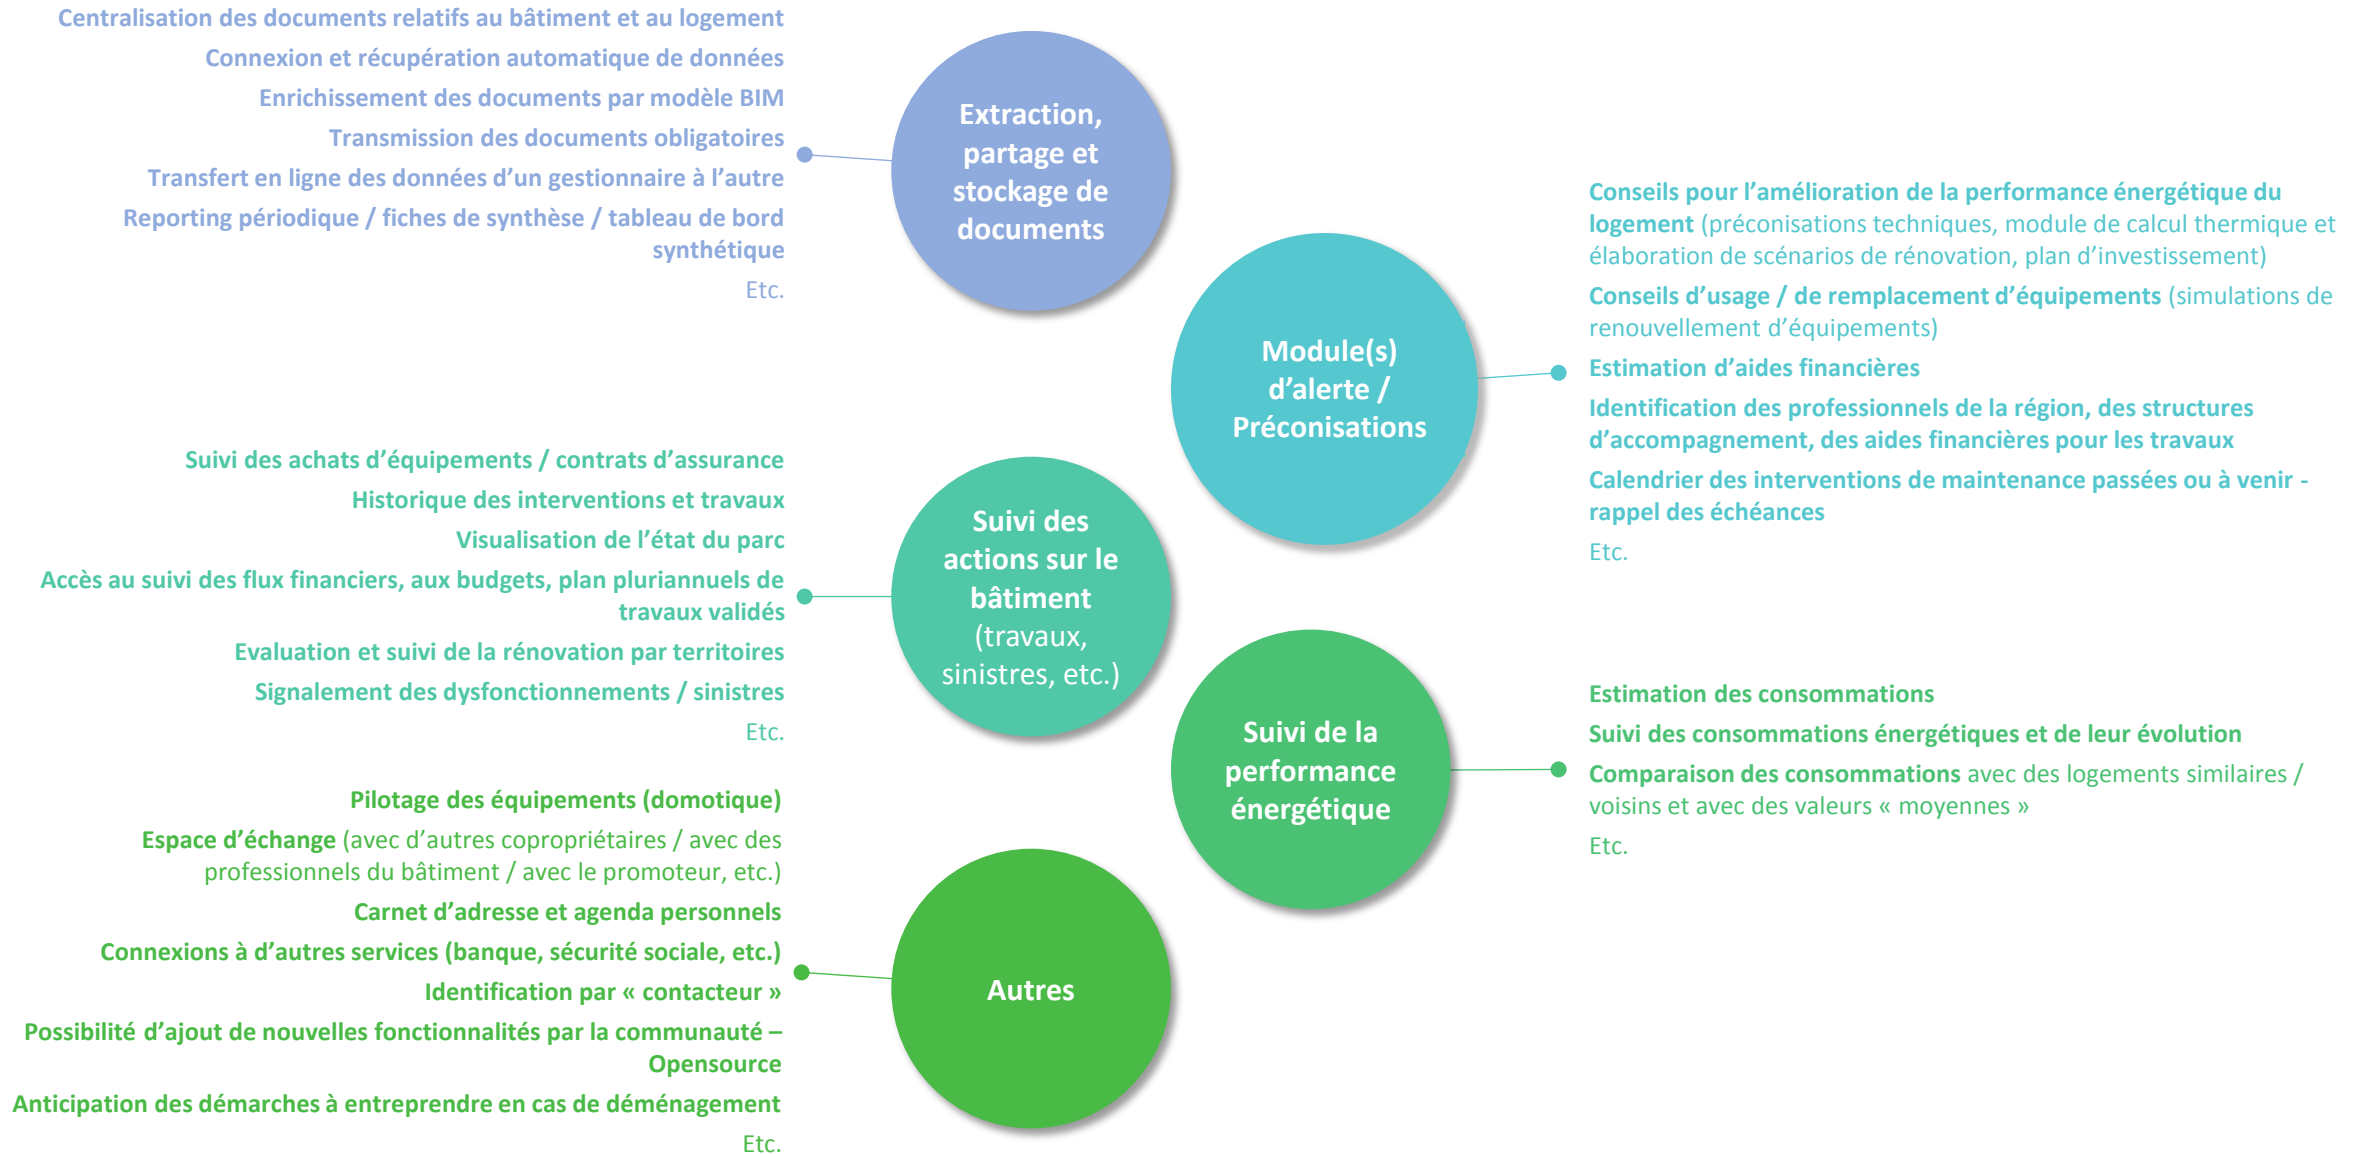 Centralisation des documents relatifs au bâtiment et au logement
Connexion et récupération automatique de données
Enrichissement des documents par modèle BIM
Transmission des documents obligatoires
Transfert en ligne des données d’un gestionnaire à l’autre
Reporting périodique / fiches de synthèse / tableau de bord
synthétique
Etc.
Extraction,
partage et
stockage de
documents
Module(s)
d’alerte /
Préconisations
Conseils pour l’amélioration de la performance énergétique du
logement (préconisations techniques, module de calcul thermique et
élaboration de scénarios de rénovation, plan d’investissement)
Conseils d’usage / de remplacement d’équipements (simulations de
renouvellement d’équipements)
Estimation d’aides financières
Identification des professionnels de la région, des structures
d’accompagnement, des aides financières pour les travaux
Calendrier des interventions de maintenance passées ou à venir -
rappel des échéances
Etc.
Suivi des achats d’équipements / contrats d’assurance
Historique des interventions et travaux
Visualisation de l’état du parc
Accès au suivi des flux financiers, aux budgets, plan pluriannuels de
travaux validés
Evaluation et suivi de la rénovation par territoires
Signalement des dysfonctionnements / sinistres
Etc.
Suivi des
actions sur le
bâtiment
(travaux,
sinistres, etc.)
Suivi de la
performance
énergétique
Estimation des consommations
Suivi des consommations énergétiques et de leur évolution
Comparaison des consommations avec des logements similaires /
voisins et avec des valeurs « moyennes »
Etc.
Pilotage des équipements (domotique)
Espace d’échange (avec d’autres copropriétaires / avec des
professionnels du bâtiment / avec le promoteur, etc.)
Carnet d’adresse et agenda personnels
Connexions à d’autres services (banque, sécurité sociale, etc.)
Identification par « contacteur »
Possibilité d’ajout de nouvelles fonctionnalités par la communauté –
Opensource
Anticipation des démarches à entreprendre en cas de déménagement
Etc.
Autres